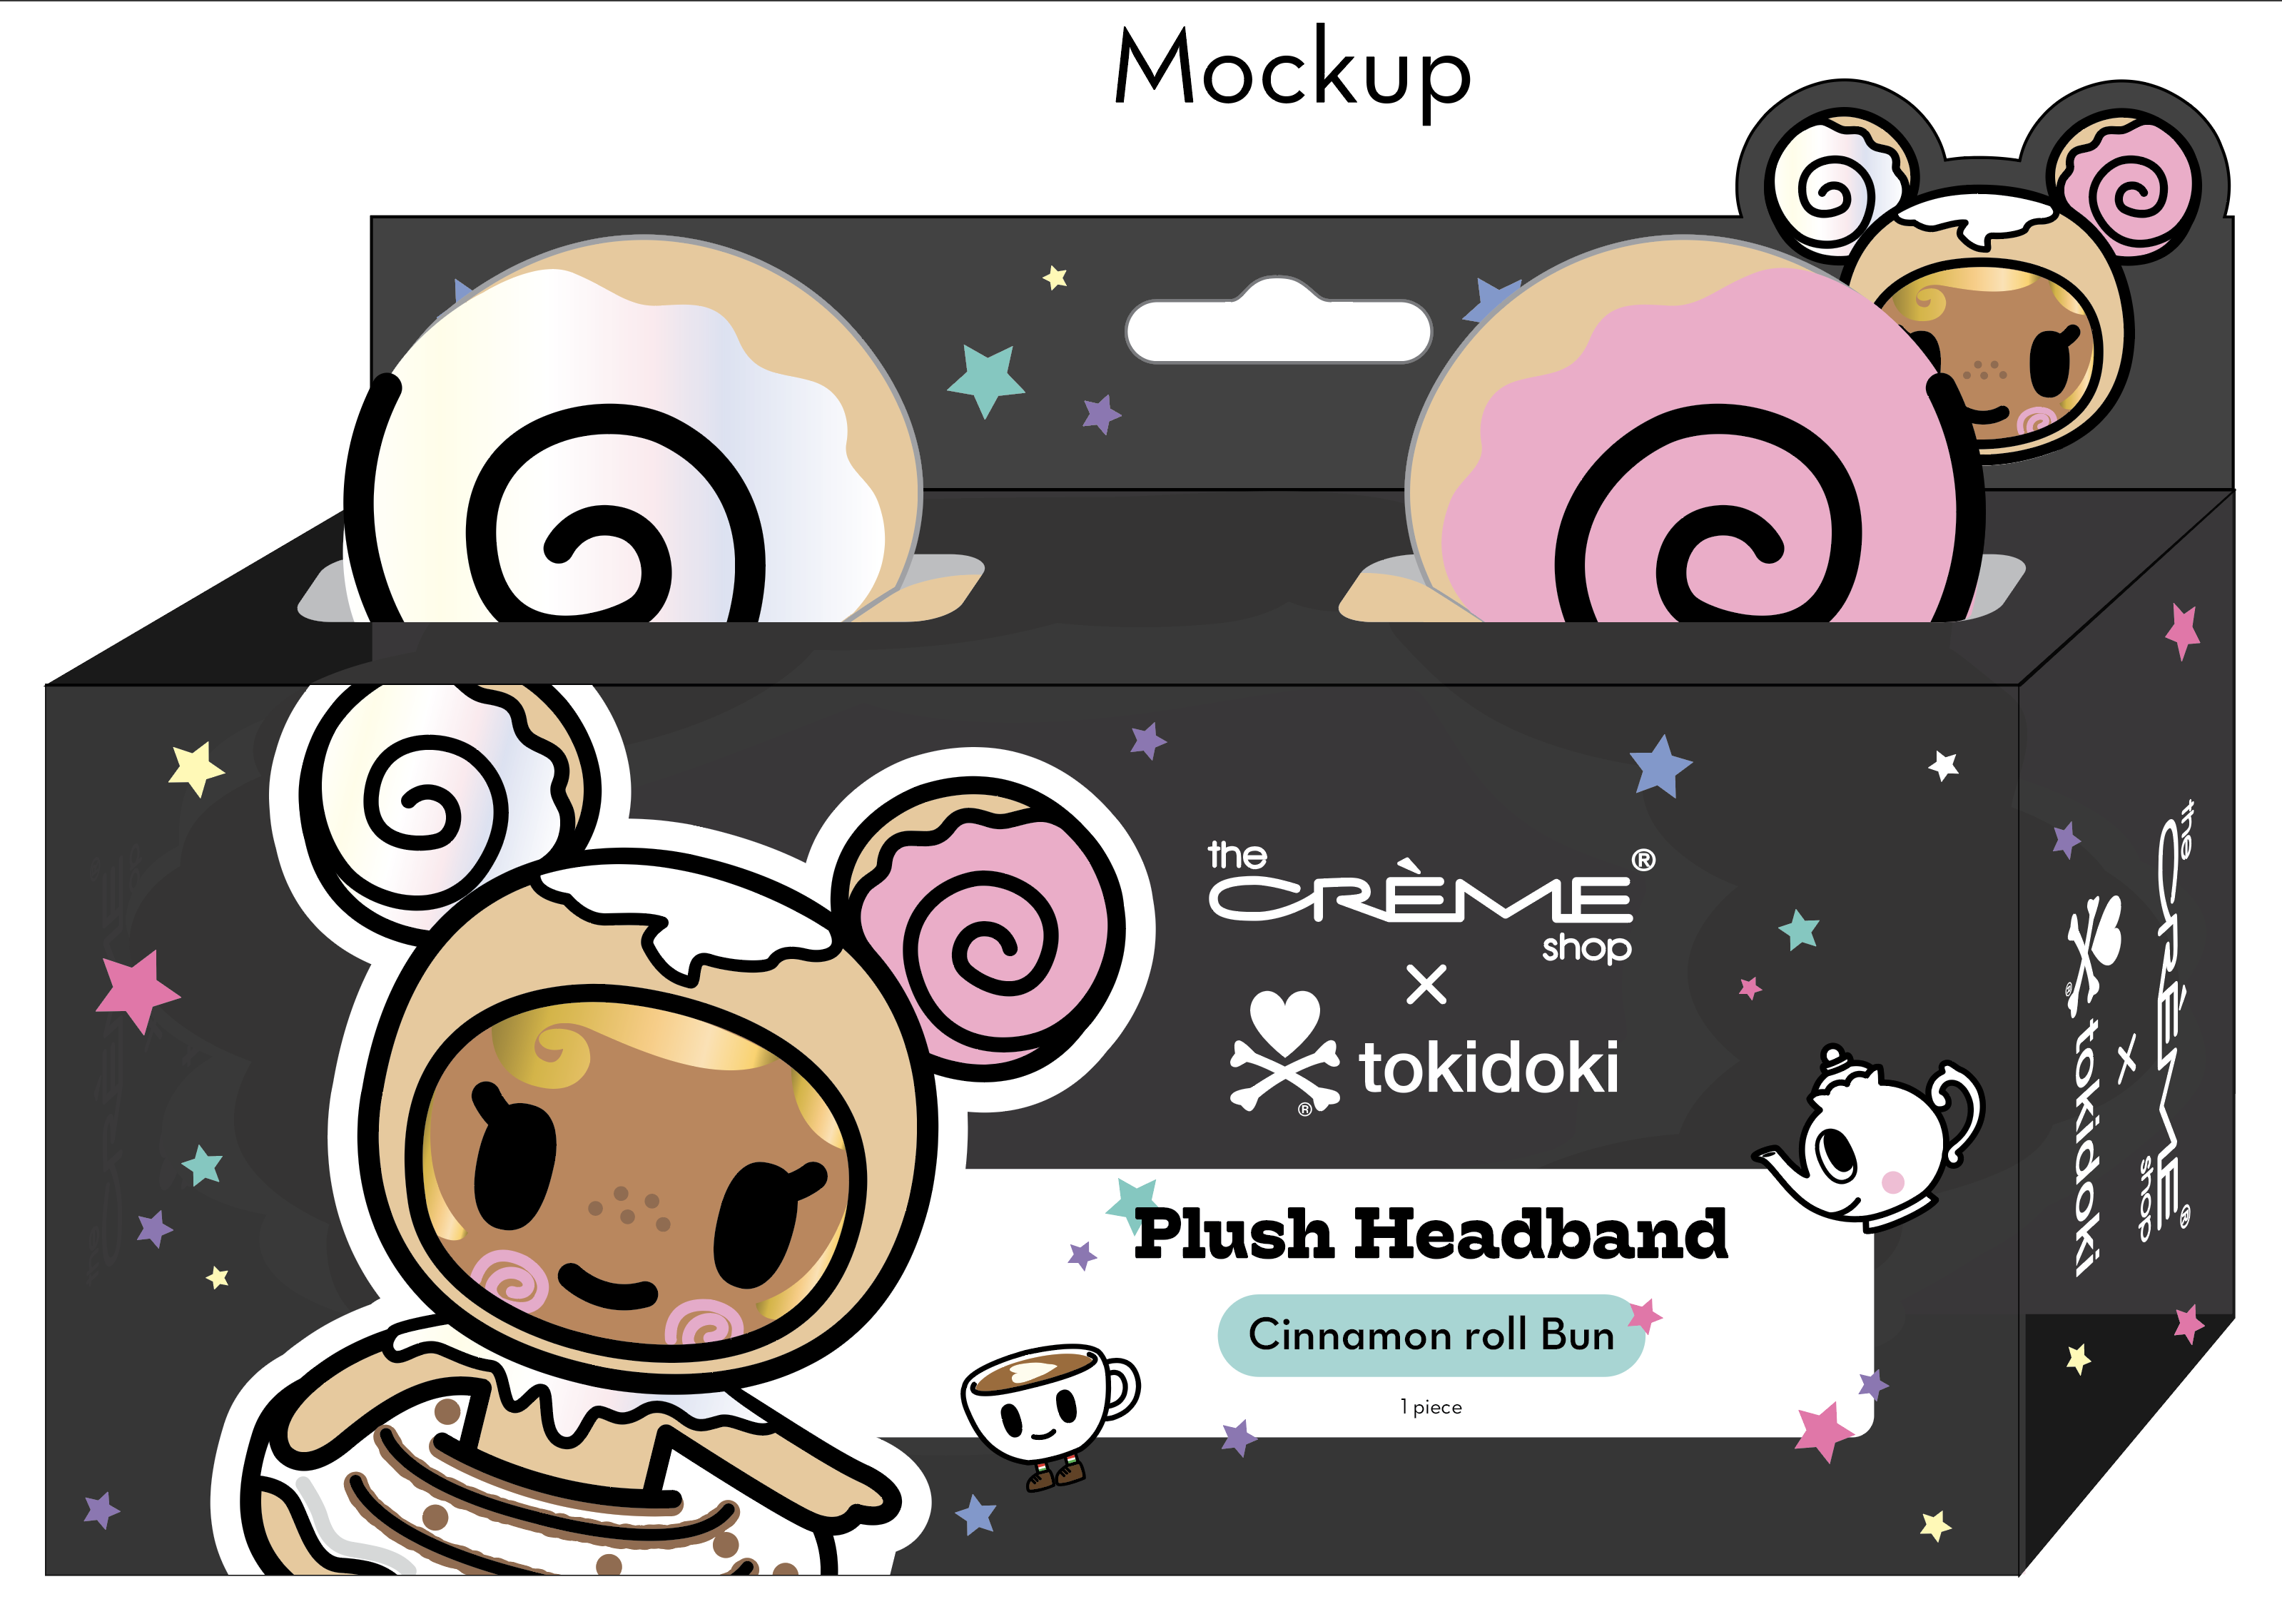 Mockup
the
CRÈME®
shop
×
tokidoki®
Plush Headband
Cinnamon roll Bun
1 piece
the
CRÈME®
shop
×
tokidoki®